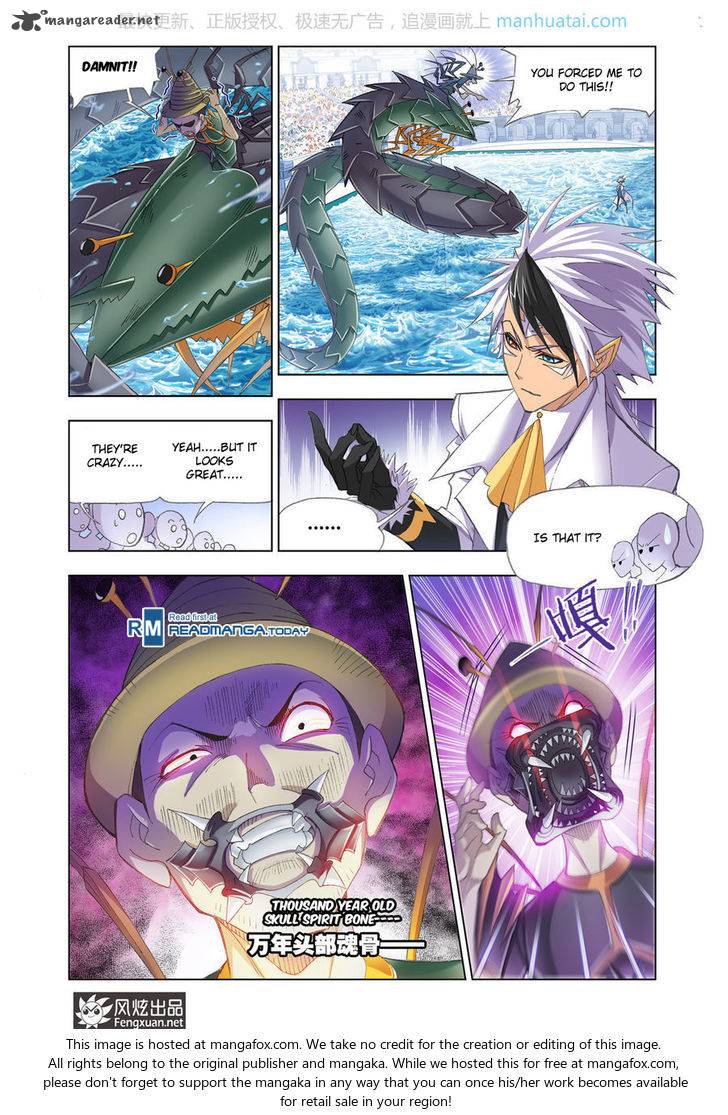 mangareader.net
最快更新、正版授权、极速无广告，追漫画就上 manhuatai.com
DAMNIT!!
YOU FORCED ME TO
DO THIS!!
THEY'RE
CRAZY.....
YEAH.....BUT IT
LOOKS
GREAT.....
......
IS THAT IT?
Read first at
RM READMANGA.TODAY
嘎!!
THOUSAND YEAR OLD
SKULL SPIRIT BONE----
万年头部魂骨——
风炫出品
Fengxuan.net
This image is hosted at mangafox.com. We take no credit for the creation or editing of this image.
All rights belong to the original publisher and mangaka. While we hosted this for free at mangafox.com,
please don't forget to support the mangaka in any way that you can once his/her work becomes available
for retail sale in your region!